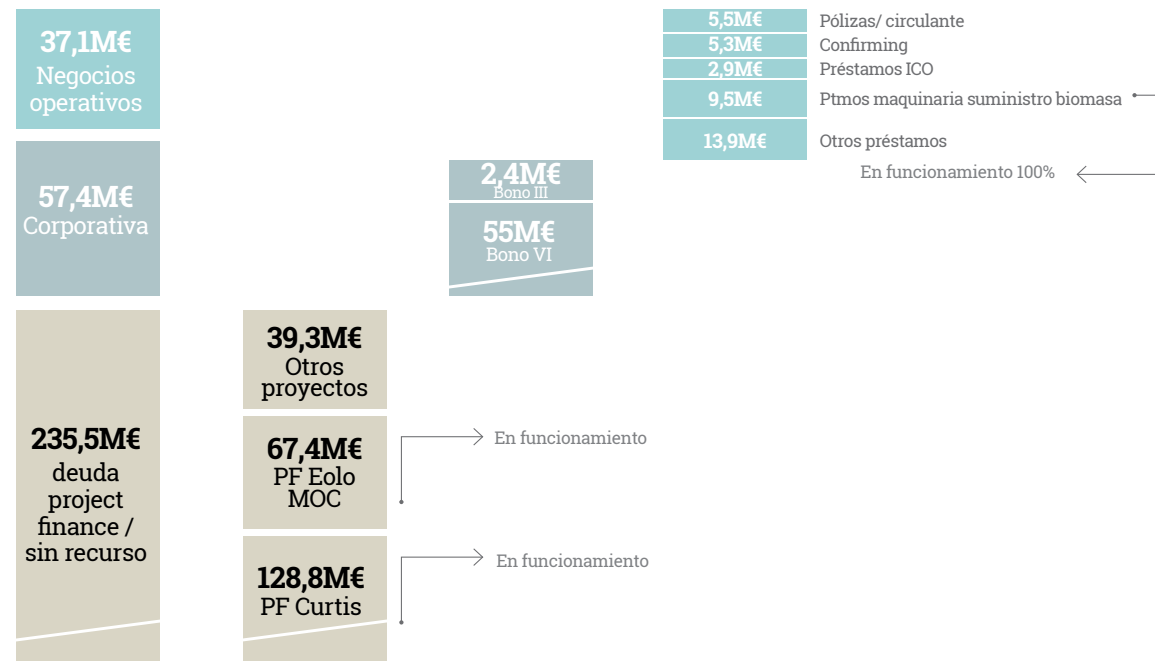 37,1M€
Negocios
operativos
57,4M€
Corporativa
235,5M€
deuda
project
finance /
sin recurso
39,3M€
Otros
proyectos
67,4M€
PF Eolo
MOC
128,8M€
PF Curtis
En funcionamiento
En funcionamiento
2,4M€
Bono III
55M€
Bono VI
5,5M€ Pólizas/ circulante
5,3M€ Confirming
2,9M€ Préstamos ICO
9,5M€ Ptmos maquinaria suministro biomasa
13,9M€ Otros préstamos
En funcionamiento 100%